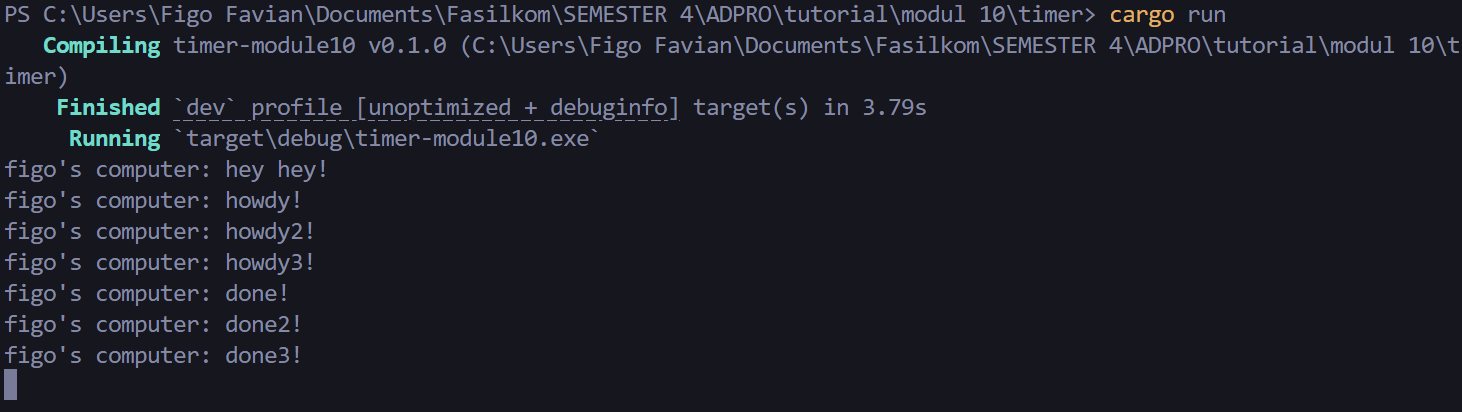 PS C:\Users\Figo Favian\Documents\Fasilkom\SEMESTER 4\ADPRO\tutorial\modul 10\timer> cargo run
   Compiling timer-module10 v0.1.0 (C:\Users\Figo Favian\Documents\Fasilkom\SEMESTER 4\ADPRO\tutorial\modul 10\t
imer)
    Finished `dev` profile [unoptimized + debuginfo] target(s) in 3.79s
     Running `target\debug\timer-module10.exe`
figo's computer: hey hey!
figo's computer: howdy!
figo's computer: howdy2!
figo's computer: howdy3!
figo's computer: done!
figo's computer: done2!
figo's computer: done3!